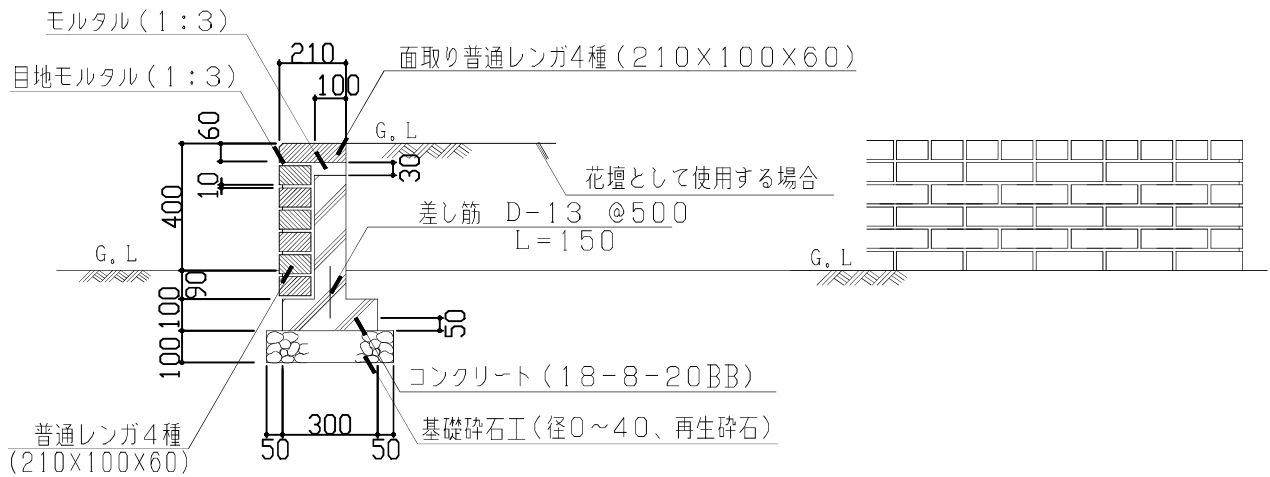 モルタル(1:3)
210
面取り普通レンガ4種(210X100X60)
目地モルタル(1:3)
100
60
G.L
30
10
花壇として使用する場合
400
差し筋 D-13 @500
L=150
G.L
G.L
90
100
50
100
コンクリート(18-8-20BB)
300
基礎砕石工(径0~40、再生砕石)
普通レンガ4種
50
50
(210X100X60)